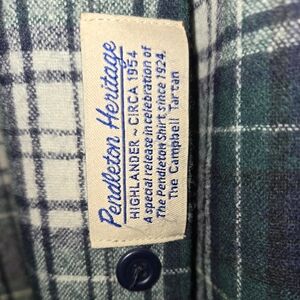 Pendleton Heritage
HIGHLANDER ~ CIRCA 1954
A special release in celebration of
The Pendleton Shirt, since 1924.
The Campbell Tartan